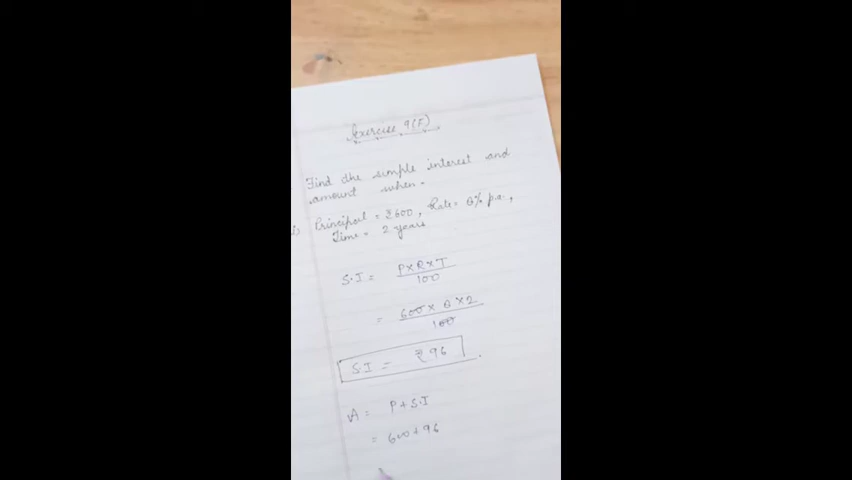 Exercise 9(F)
Find the simple interest and
amount when.
Principal = ₹600, Rate = 8% p.a.,
Time = 2 years
S.I = P×R×T
100
= 600 × 8 × 2
100
S.I = ₹96
A = P + S.I
= 600 + 96